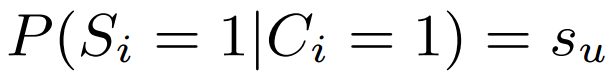 P(S_i = 1|C_i = 1) = s_u